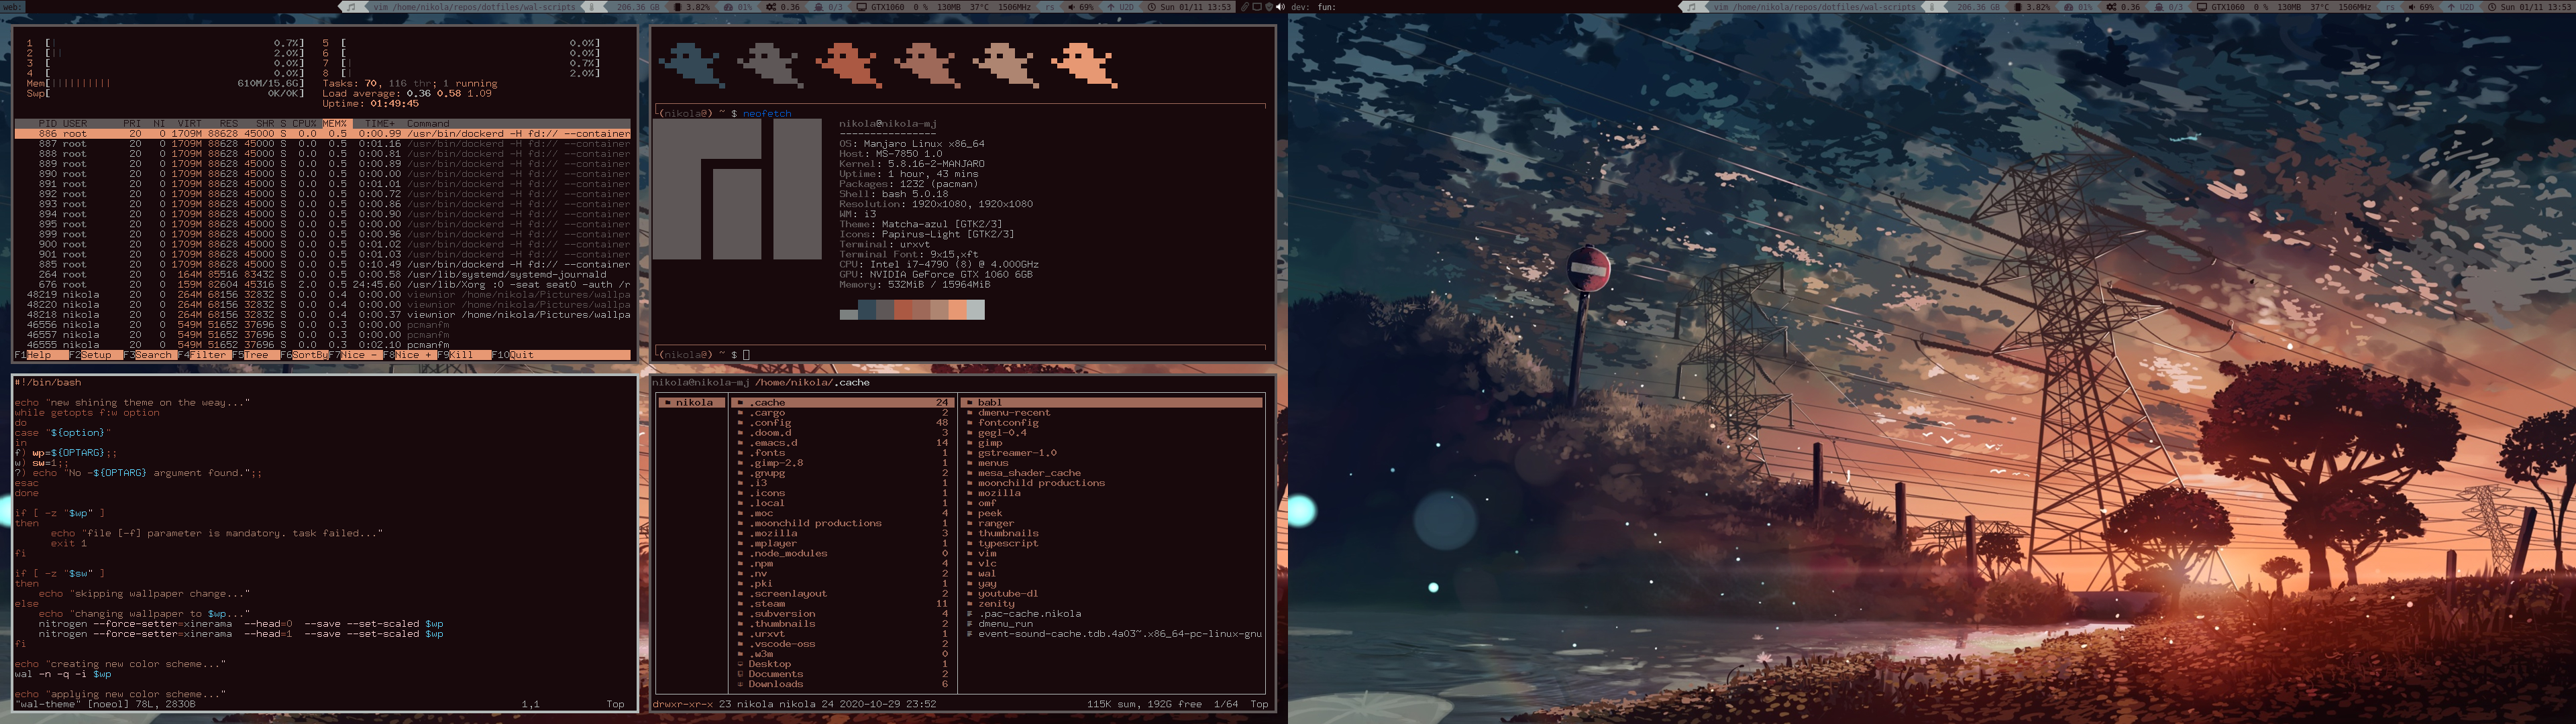 web: vim /home/nikola/repos/dotfiles/wal-scripts 206.36 GB 3.82% 01% 0.36 0/3 GTX1060 0 % 130MB 37°C 1506MHz rs 69% U2D Sun 01/11 13:53
dev: fun: vim /home/nikola/repos/dotfiles/wal-scripts 206.36 GB 3.82% 01% 0.36 0/3 GTX1060 0 % 130MB 37°C 1506MHz rs 69% U2D Sun 01/11 13:53
1 [| 0.7%] 5 [ 0.0%]
2 [|| 2.0%] 6 [ 0.0%]
3 [ 0.0%] 7 [| 0.7%]
4 [ 0.0%] 8 [| 2.0%]
Mem[|||||||||| 610M/15.6G] Tasks: 70, 116 thr; 1 running
Swp[ 0K/0K] Load average: 0.36 0.58 1.09
Uptime: 01:49:45
PID USER PRI NI VIRT RES SHR S CPU% MEM% TIME+ Command
886 root 20 0 1709M 88628 45000 S 0.0 0.5 0:00.99 /usr/bin/dockerd -H fd:// --container
887 root 20 0 1709M 88628 45000 S 0.0 0.5 0:01.16 /usr/bin/dockerd -H fd:// --container
888 root 20 0 1709M 88628 45000 S 0.0 0.5 0:00.81 /usr/bin/dockerd -H fd:// --container
889 root 20 0 1709M 88628 45000 S 0.0 0.5 0:00.89 /usr/bin/dockerd -H fd:// --container
890 root 20 0 1709M 88628 45000 S 0.0 0.5 0:00.00 /usr/bin/dockerd -H fd:// --container
891 root 20 0 1709M 88628 45000 S 0.0 0.5 0:01.01 /usr/bin/dockerd -H fd:// --container
892 root 20 0 1709M 88628 45000 S 0.0 0.5 0:00.72 /usr/bin/dockerd -H fd:// --container
893 root 20 0 1709M 88628 45000 S 0.0 0.5 0:00.86 /usr/bin/dockerd -H fd:// --container
894 root 20 0 1709M 88628 45000 S 0.0 0.5 0:00.90 /usr/bin/dockerd -H fd:// --container
895 root 20 0 1709M 88628 45000 S 0.0 0.5 0:00.00 /usr/bin/dockerd -H fd:// --container
899 root 20 0 1709M 88628 45000 S 0.0 0.5 0:00.96 /usr/bin/dockerd -H fd:// --container
900 root 20 0 1709M 88628 45000 S 0.0 0.5 0:01.02 /usr/bin/dockerd -H fd:// --container
901 root 20 0 1709M 88628 45000 S 0.0 0.5 0:01.03 /usr/bin/dockerd -H fd:// --container
885 root 20 0 1709M 88628 45000 S 0.0 0.5 0:10.49 /usr/bin/dockerd -H fd:// --container
264 root 20 0 164M 85516 83432 S 0.0 0.5 0:00.58 /usr/lib/systemd/systemd-journald
676 root 20 0 159M 82604 45316 S 2.0 0.5 24:45.60 /usr/lib/Xorg :0 -seat seat0 -auth /r
48219 nikola 20 0 264M 68156 32832 S 0.0 0.4 0:00.00 viewnior /home/nikola/Pictures/wallpa
48220 nikola 20 0 264M 68156 32832 S 0.0 0.4 0:00.00 viewnior /home/nikola/Pictures/wallpa
48218 nikola 20 0 264M 68156 32832 S 0.0 0.4 0:00.37 viewnior /home/nikola/Pictures/wallpa
46556 nikola 20 0 549M 51652 37696 S 0.0 0.3 0:00.00 pcmanfm
46557 nikola 20 0 549M 51652 37696 S 0.0 0.3 0:00.00 pcmanfm
46555 nikola 20 0 549M 51652 37696 S 0.0 0.3 0:02.10 pcmanfm
F1Help F2Setup F3Search F4Filter F5Tree F6SortBy F7Nice - F8Nice + F9Kill F10Quit
(nikola@) ~ $ neofetch
nikola@nikola-mj
----------------
OS: Manjaro Linux x86_64
Host: MS-7850 1.0
Kernel: 5.8.16-2-MANJARO
Uptime: 1 hour, 43 mins
Packages: 1232 (pacman)
Shell: bash 5.0.18
Resolution: 1920x1080, 1920x1080
WM: i3
Theme: Matcha-azul [GTK2/3]
Icons: Papirus-Light [GTK2/3]
Terminal: urxvt
Terminal Font: 9x15,xft
CPU: Intel i7-4790 (8) @ 4.000GHz
GPU: NVIDIA GeForce GTX 1060 6GB
Memory: 532MiB / 15964MiB
(nikola@) ~ $
#!/bin/bash
echo "new shining theme on the weay..."
while getopts f:w option
do
case "${option}"
in
f) wp=${OPTARG};;
w) sw=1;;
?) echo "No -${OPTARG} argument found.";;
esac
done
if [ -z "$wp" ]
then
echo "file [-f] parameter is mandatory. task failed..."
exit 1
fi
if [ -z "$sw" ]
then
echo "skipping wallpaper change..."
else
echo "changing wallpaper to $wp..."
nitrogen --force-setter=xinerama --head=0 --save --set-scaled $wp
nitrogen --force-setter=xinerama --head=1 --save --set-scaled $wp
fi
echo "creating new color scheme..."
wal -n -q -i $wp
echo "applying new color scheme..."
"wal-theme" [noeol] 78L, 2830B 1,1 Top
nikola@nikola-mj /home/nikola/.cache
nikola .cache 24 babl
.cargo 2 dmenu-recent
.config 48 fontconfig
.doom.d 3 gegl-0.4
.emacs.d 14 gimp
.fonts 1 gstreamer-1.0
.gimp-2.8 1 menus
.gnupg 2 mesa_shader_cache
.i3 1 moonchild productions
.icons 1 mozilla
.local 1 omf
.moc 4 peek
.moonchild productions 1 ranger
.mozilla 3 thumbnails
.mplayer 1 typescript
.node_modules 0 vim
.npm 4 vlc
.nv 2 wal
.pki 1 yay
.screenlayout 2 youtube-dl
.steam 11 zenity
.subversion 4 .pac-cache.nikola
.thumbnails 2 dmenu_run
.urxvt 1 event-sound-cache.tdb.4a03~.x86_64-pc-linux-gnu
.vscode-oss 2
.w3m 0
Desktop 1
Documents 2
Downloads 6
drwxr-xr-x 23 nikola nikola 24 2020-10-29 23:52 115K sum, 192G free 1/64 Top